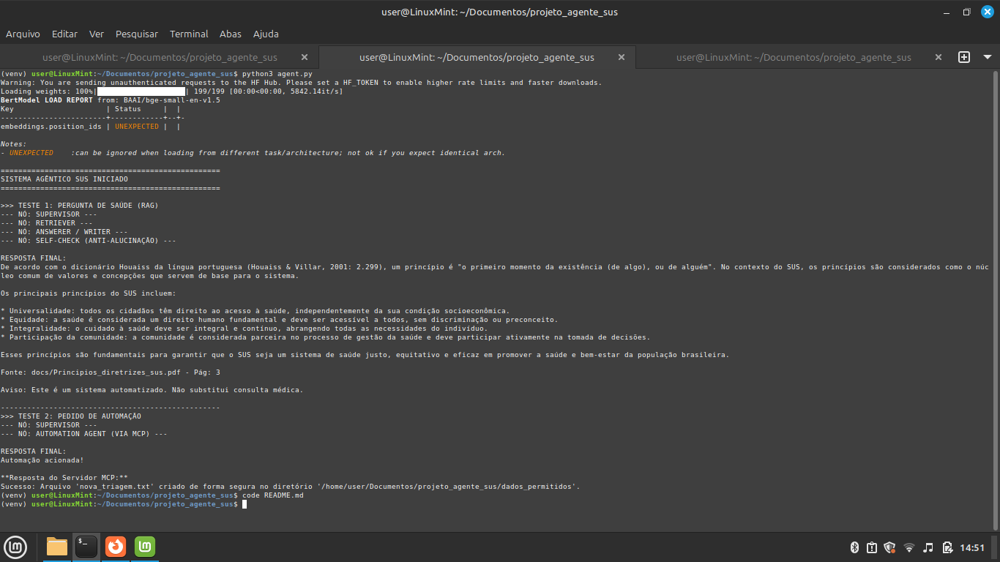 user@LinuxMint: ~/Documentos/projeto_agente_sus
Arquivo Editar Ver Pesquisar Terminal Abas Ajuda
user@LinuxMint: ~/Documentos/projeto_agente_sus user@LinuxMint: ~/Documentos/projeto_agente_sus user@LinuxMint: ~/Documentos/projeto_agente_sus
(venv) user@LinuxMint:~/Documentos/projeto_agente_sus$ python3 agent.py
Warning: You are sending unauthenticated requests to the HF Hub. Please set a HF_TOKEN to enable higher rate limits and faster downloads.
Loading weights: 100%| | 199/199 [00:00<00:00, 5842.14it/s]
BertModel LOAD REPORT from: BAAI/bge-small-en-v1.5
Key | Status | |
------------------------+------------+--+-
embeddings.position_ids | UNEXPECTED | |
Notes:
- UNEXPECTED :can be ignored when loading from different task/architecture; not ok if you expect identical arch.
==================================================
SISTEMA AGÊNTICO SUS INICIADO
==================================================
>>> TESTE 1: PERGUNTA DE SAÚDE (RAG)
--- NÓ: SUPERVISOR ---
--- NÓ: RETRIEVER ---
--- NÓ: ANSWERER / WRITER ---
--- NÓ: SELF-CHECK (ANTI-ALUCINAÇÃO) ---
RESPOSTA FINAL:
De acordo com o dicionário Houaiss da língua portuguesa (Houaiss & Villar, 2001: 2.299), um princípio é "o primeiro momento da existência (de algo), ou de alguém". No contexto do SUS, os princípios são considerados como o núc
leo comum de valores e concepções que servem de base para o sistema.
Os principais princípios do SUS incluem:
* Universalidade: todos os cidadãos têm direito ao acesso à saúde, independentemente da sua condição socioeconômica.
* Equidade: a saúde é considerada um direito humano fundamental e deve ser acessível a todos, sem discriminação ou preconceito.
* Integralidade: o cuidado à saúde deve ser integral e contínuo, abrangendo todas as necessidades do indivíduo.
* Participação da comunidade: a comunidade é considerada parceira no processo de gestão da saúde e deve participar ativamente na tomada de decisões.
Esses princípios são fundamentais para garantir que o SUS seja um sistema de saúde justo, equitativo e eficaz em promover a saúde e bem-estar da população brasileira.
Fonte: docs/Principios_diretrizes_sus.pdf - Pág: 3
Aviso: Este é um sistema automatizado. Não substitui consulta médica.
--------------------------------------------------
>>> TESTE 2: PEDIDO DE AUTOMAÇÃO
--- NÓ: SUPERVISOR ---
--- NÓ: AUTOMATION AGENT (VIA MCP) ---
RESPOSTA FINAL:
Automação acionada!
**Resposta do Servidor MCP:**
Sucesso: Arquivo 'nova_triagem.txt' criado de forma segura no diretório '/home/user/Documentos/projeto_agente_sus/dados_permitidos'.
(venv) user@LinuxMint:~/Documentos/projeto_agente_sus$ code README.md
(venv) user@LinuxMint:~/Documentos/projeto_agente_sus$
14:51